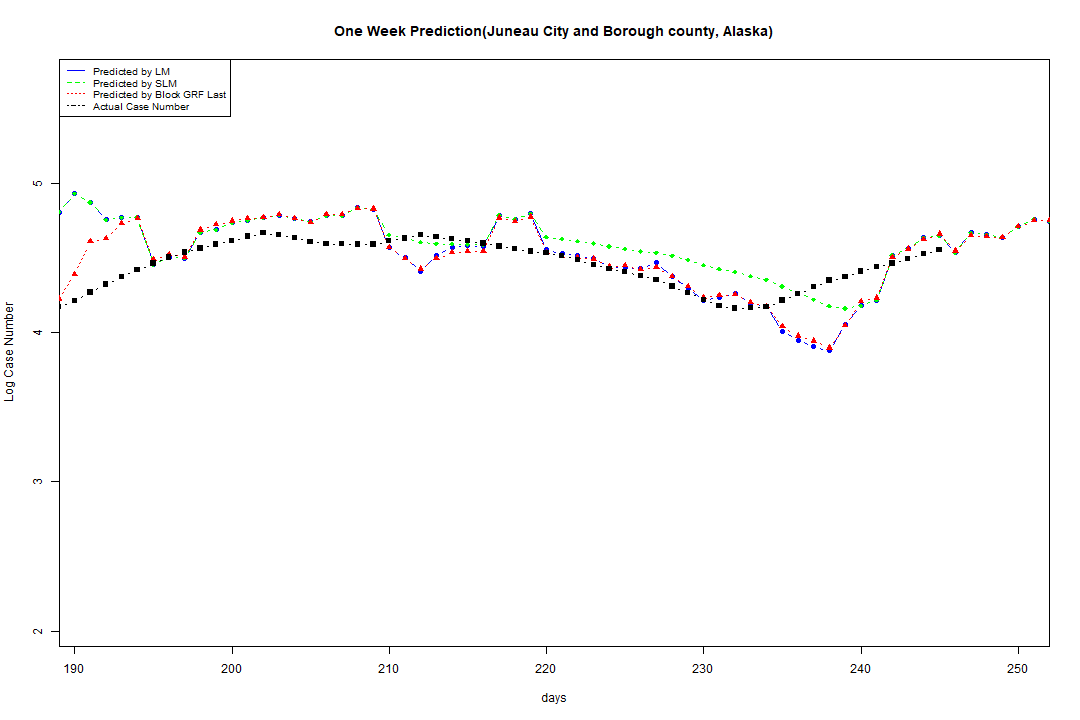 One Week Prediction(Juneau City and Borough county, Alaska)
Predicted by LM
Predicted by SLM
Predicted by Block GRF Last
Actual Case Number
5
4
3
2
Log Case Number
190 200 210 220 230 240 250
days